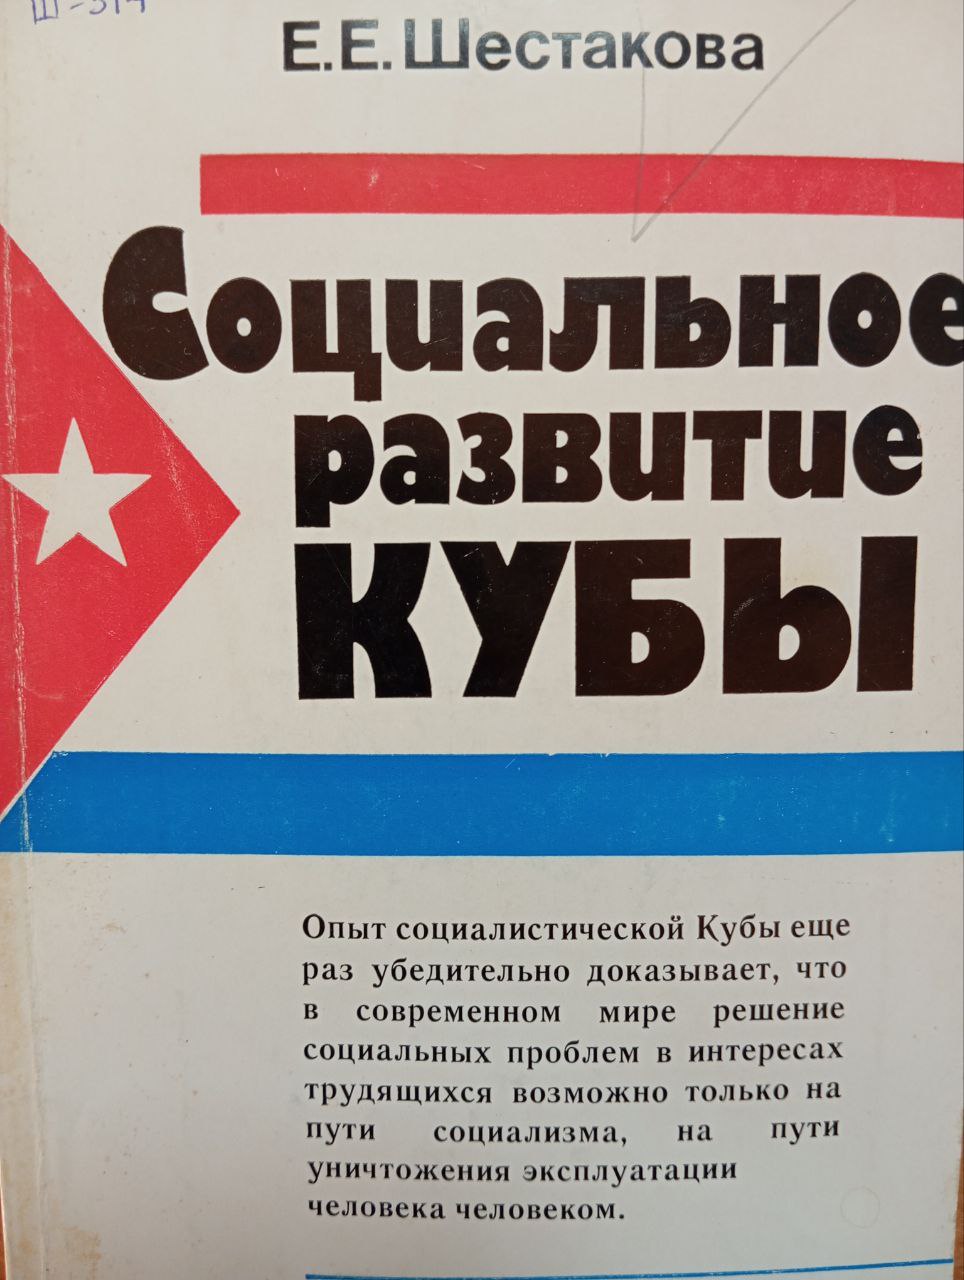 Ш-314
Е.Е.Шестакова
Социальное
развитие
КУБЫ
Опыт социалистической Кубы еще
раз убедительно доказывает, что
в современном мире решение
социальных проблем в интересах
трудящихся возможно только на
пути социализма, на пути
уничтожения эксплуатации
человека человеком.